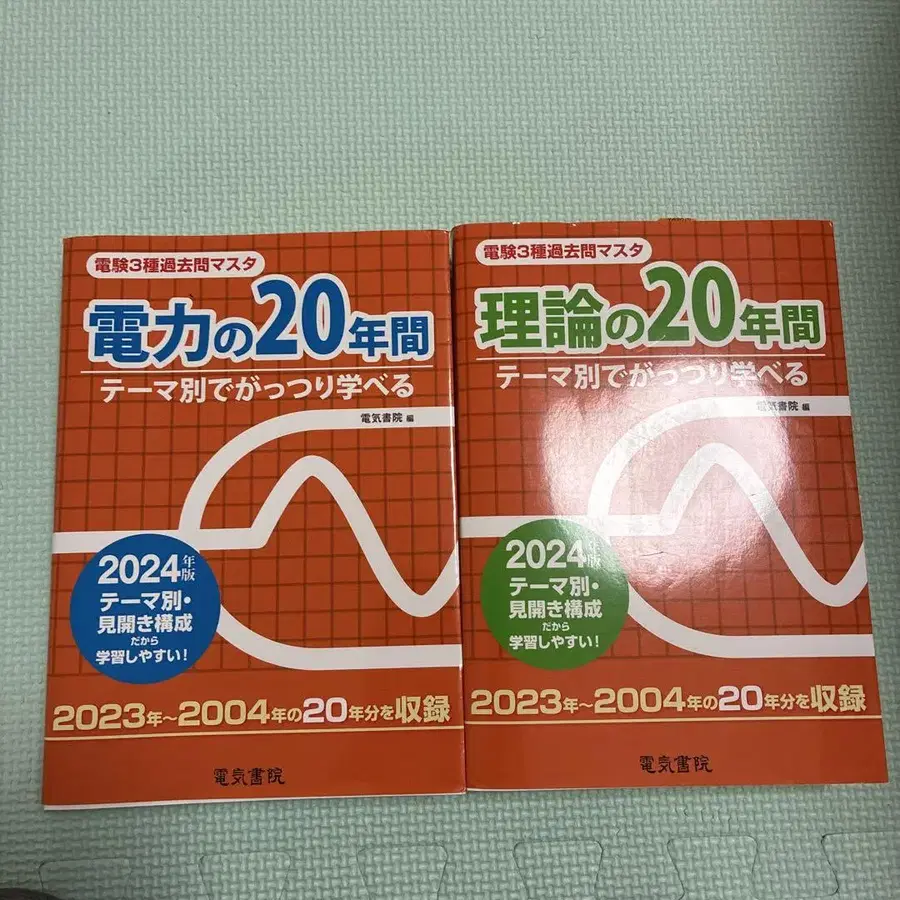 電験3種過去問マスタ
電力の20年間
テーマ別でがっつり学べる
電気書院 編
2024年版
テーマ別・
見開き構成
だから
学習しやすい!
2023年~2004年の20年分を収録
電気書院
電験3種過去問マスタ
理論の20年間
テーマ別でがっつり学べる
電気書院 編
2024年版
テーマ別・
見開き構成
だから
学習しやすい!
2023年~2004年の20年分を収録
電気書院